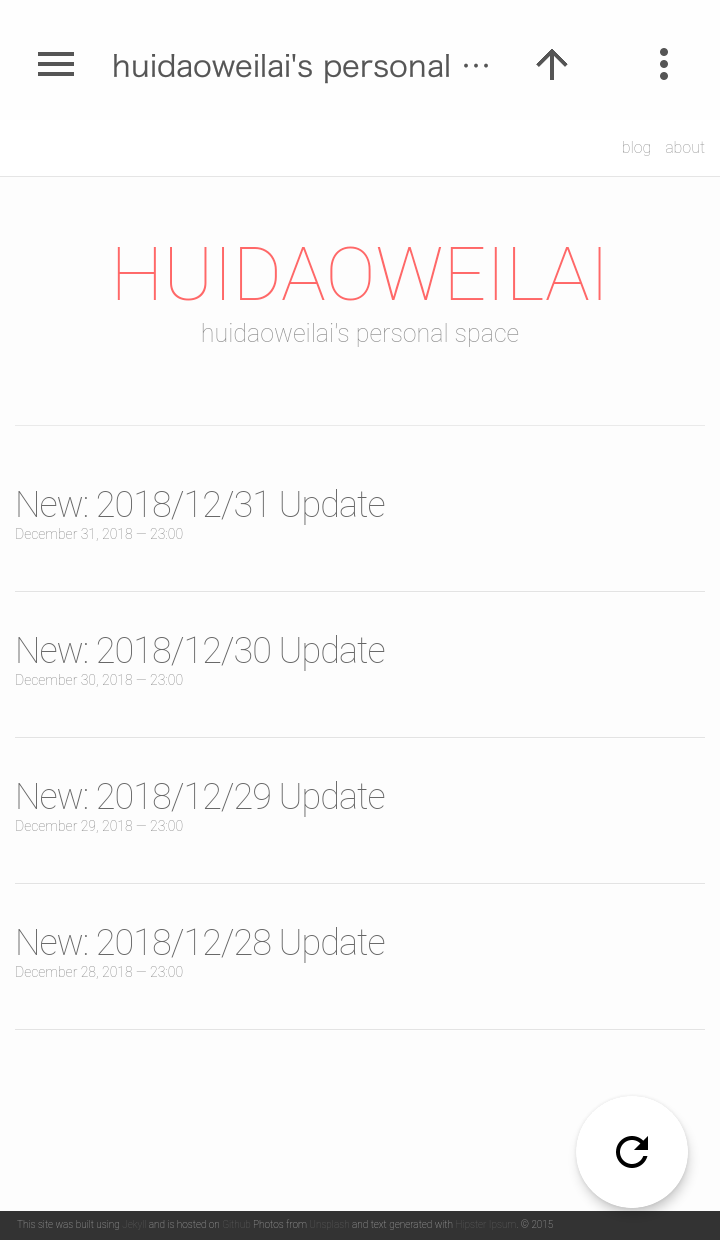 huidaoweilai's personal ...
blog about
HUIDAOWEILAI
huidaoweilai's personal space
New: 2018/12/31 Update
December 31, 2018 — 23:00
New: 2018/12/30 Update
December 30, 2018 — 23:00
New: 2018/12/29 Update
December 29, 2018 — 23:00
New: 2018/12/28 Update
December 28, 2018 — 23:00
This site was built using Jekyll and is hosted on Github Photos from Unsplash and text generated with Hipster Ipsum. © 2015